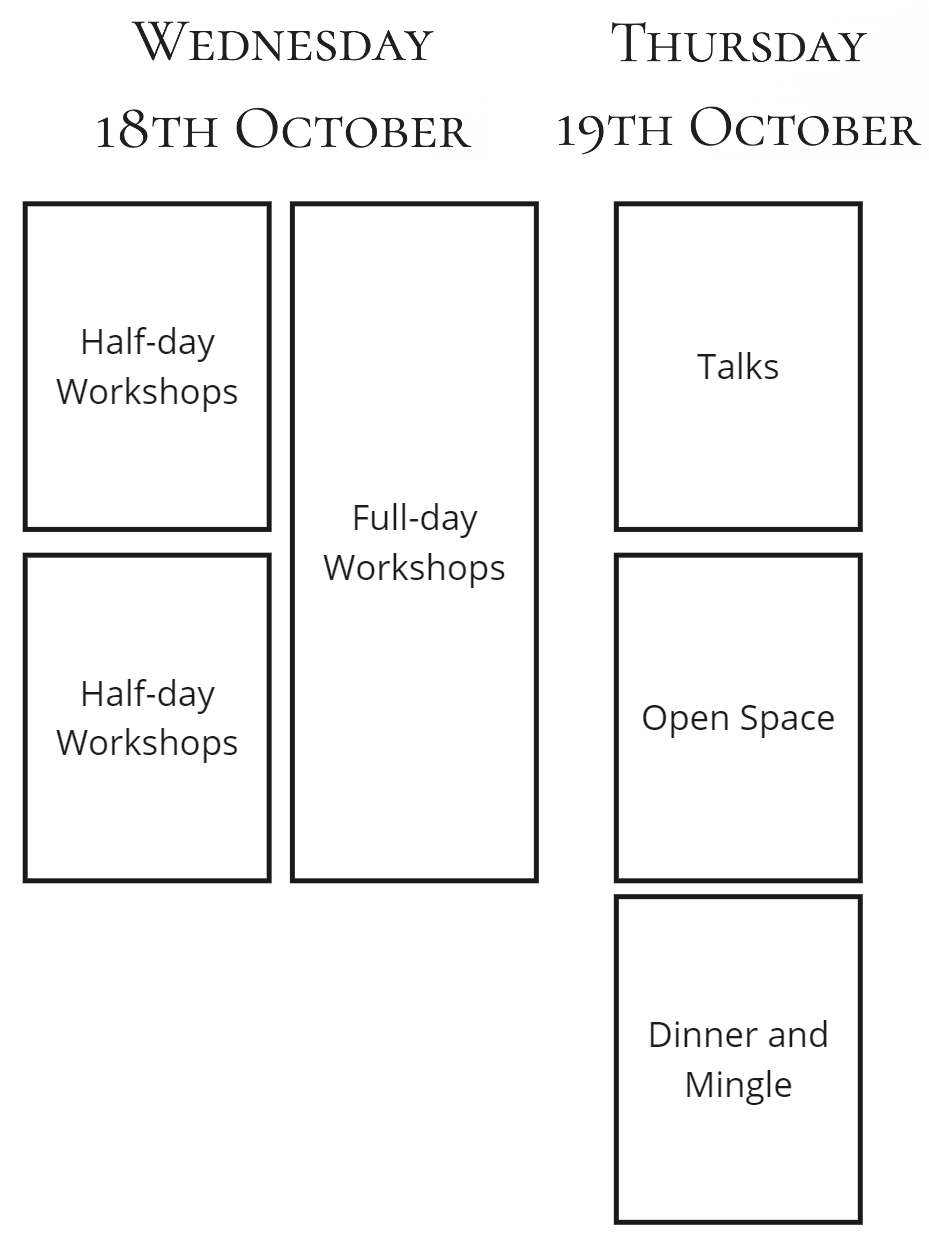 Wednesday
18th October
Thursday
19th October
Half-day
Workshops
Half-day
Workshops
Full-day
Workshops
Talks
Open Space
Dinner and
Mingle